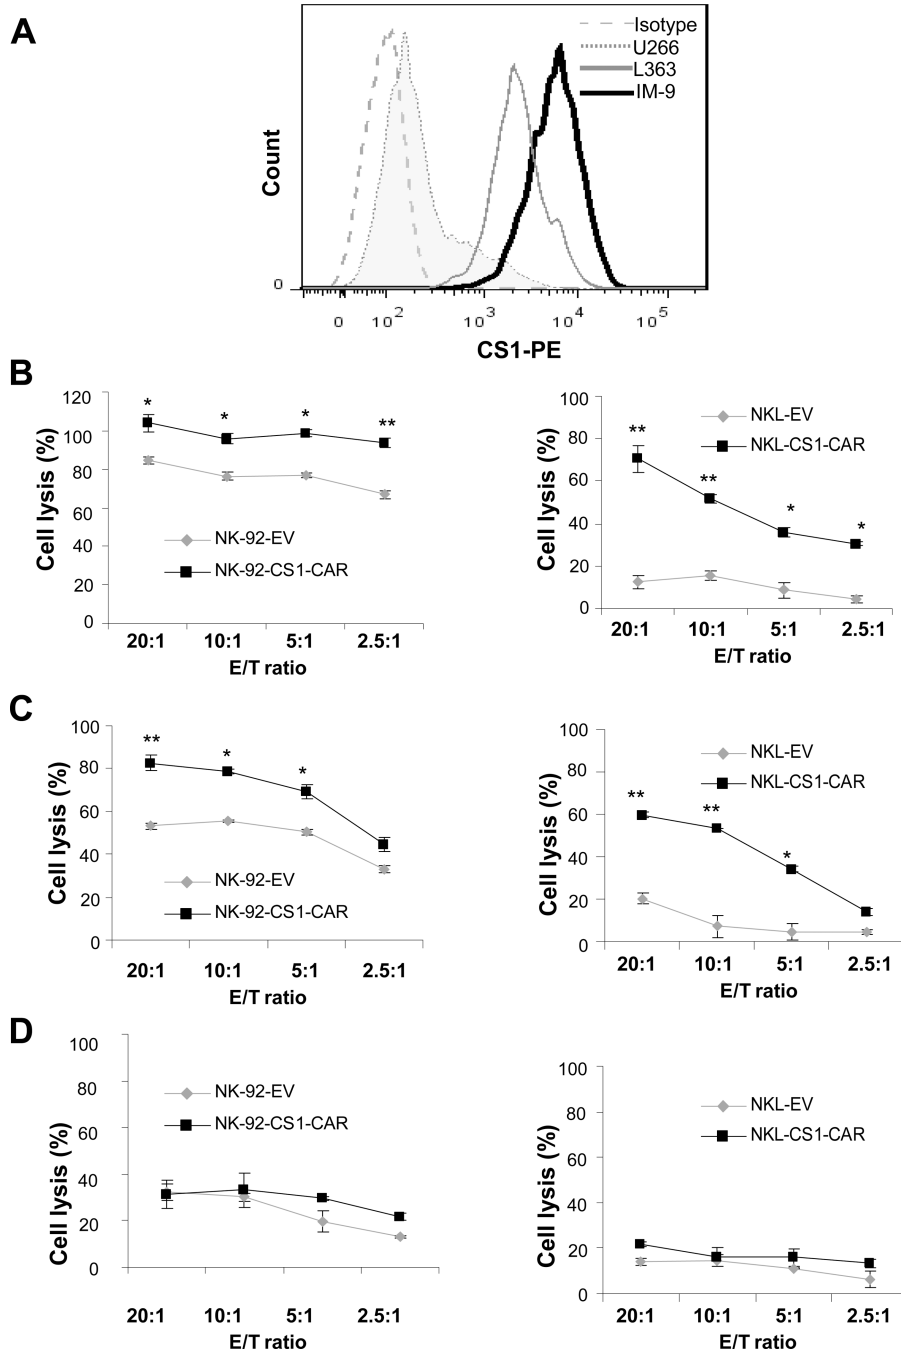 A
Isotype
U266
L363
IM-9
Count
0
0 10² 10³ 10⁴ 10⁵
CS1-PE
B
Cell lysis (%)
120
100
80
60
40
20
0
* * * **
NK-92-EV
NK-92-CS1-CAR
20:1 10:1 5:1 2.5:1
E/T ratio
Cell lysis (%)
100
80
60
40
20
0
** ** * *
NKL-EV
NKL-CS1-CAR
20:1 10:1 5:1 2.5:1
E/T ratio
C
Cell lysis (%)
100
80
60
40
20
0
** * *
NK-92-EV
NK-92-CS1-CAR
20:1 10:1 5:1 2.5:1
E/T ratio
Cell lysis (%)
100
80
60
40
20
0
** ** *
NKL-EV
NKL-CS1-CAR
20:1 10:1 5:1 2.5:1
E/T ratio
D
Cell lysis (%)
100
80
60
40
20
0
NK-92-EV
NK-92-CS1-CAR
20:1 10:1 5:1 2.5:1
E/T ratio
Cell lysis (%)
100
80
60
40
20
0
NKL-EV
NKL-CS1-CAR
20:1 10:1 5:1 2.5:1
E/T ratio